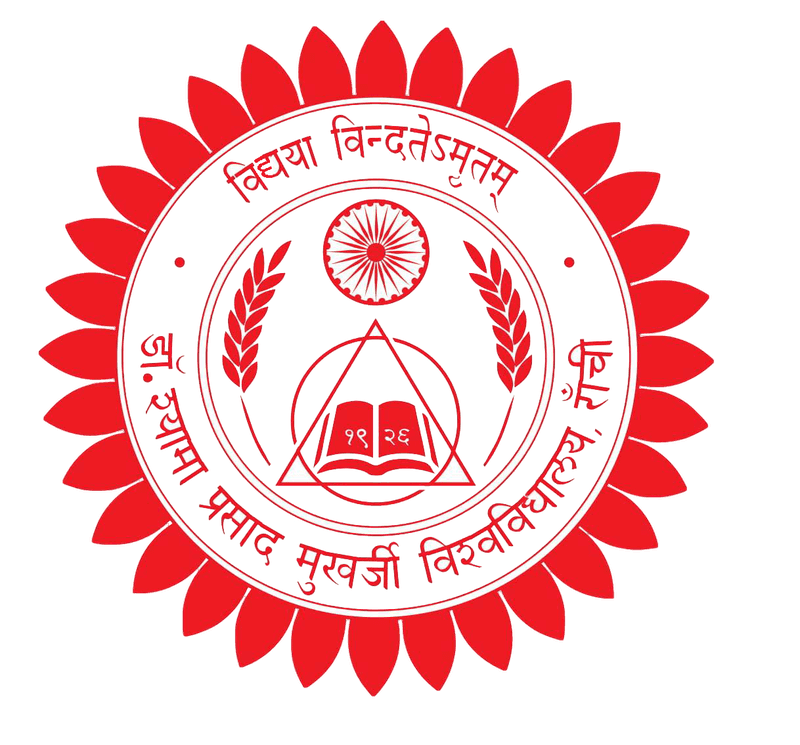 विद्यया विन्दतेऽमृतम्
१९ २६
डॉ. श्यामा प्रसाद मुखर्जी विश्वविद्यालय, राँची